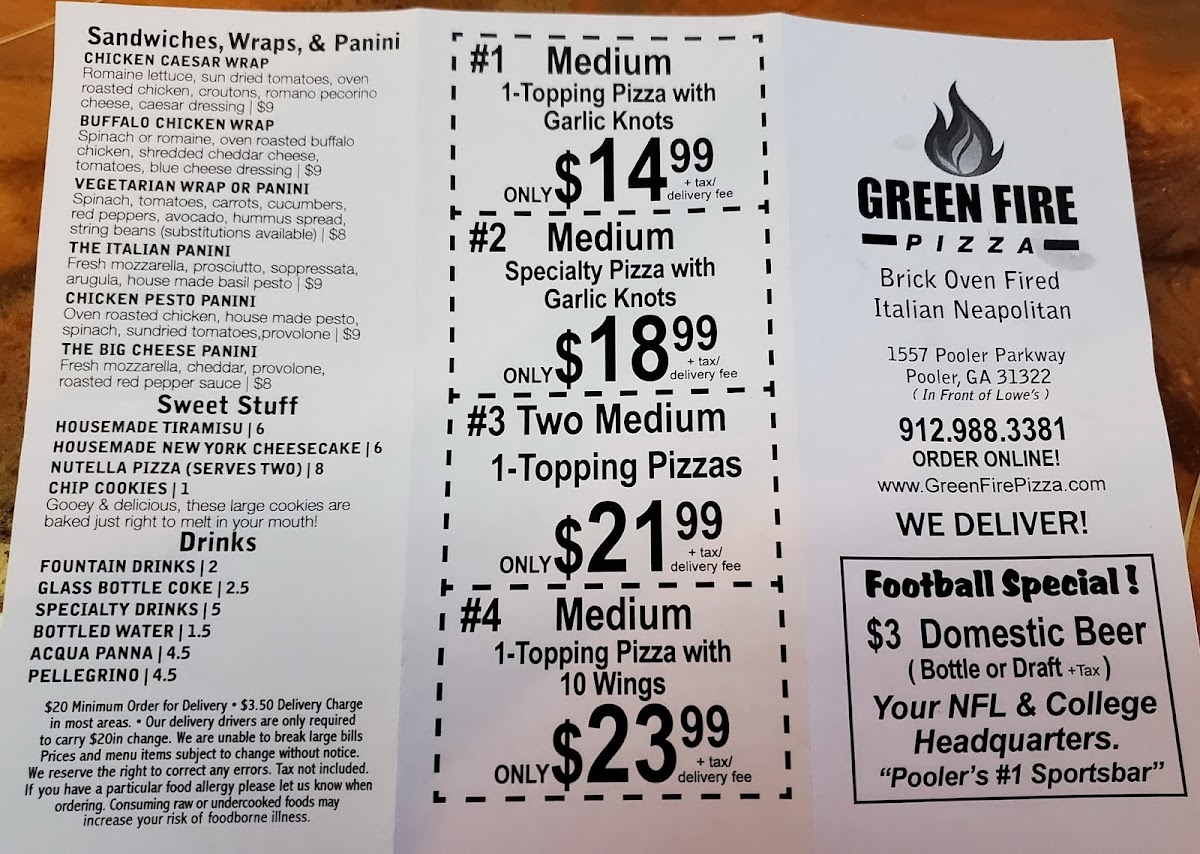 Sandwiches, Wraps, & Panini
CHICKEN CAESAR WRAP
Romaine lettuce, sun dried tomatoes, oven
roasted chicken, croutons, romano pecorino
cheese, caesar dressing | $9
BUFFALO CHICKEN WRAP
Spinach or romaine, oven roasted buffalo
chicken, shredded cheddar cheese,
tomatoes, blue cheese dressing | $9
VEGETARIAN WRAP OR PANINI
Spinach, tomatoes, carrots, cucumbers,
red peppers, avocado, hummus spread,
string beans (substitutions available) | $8
THE ITALIAN PANINI
Fresh mozzarella, prosciutto, soppressata,
arugula, house made basil pesto | $9
CHICKEN PESTO PANINI
Oven roasted chicken, house made pesto,
spinach, sundried tomatoes,provolone | $9
THE BIG CHEESE PANINI
Fresh mozzarella, cheddar, provolone,
roasted red pepper sauce | $8
Sweet Stuff
HOUSEMADE TIRAMISU | 6
HOUSEMADE NEW YORK CHEESECAKE | 6
NUTELLA PIZZA (SERVES TWO) | 8
CHIP COOKIES | 1
Gooey & delicious, these large cookies are
baked just right to melt in your mouth!
Drinks
FOUNTAIN DRINKS | 2
GLASS BOTTLE COKE | 2.5
SPECIALTY DRINKS | 5
BOTTLED WATER | 1.5
ACQUA PANNA | 4.5
PELLEGRINO | 4.5
$20 Minimum Order for Delivery • $3.50 Delivery Charge
in most areas. • Our delivery drivers are only required
to carry $20in change. We are unable to break large bills
Prices and menu items subject to change without notice.
We reserve the right to correct any errors. Tax not included.
If you have a particular food allergy please let us know when
ordering. Consuming raw or undercooked foods may
increase your risk of foodborne illness.
#1 Medium
1-Topping Pizza with
Garlic Knots
ONLY $14.99 + tax/
delivery fee
#2 Medium
Specialty Pizza with
Garlic Knots
ONLY $18.99 + tax/
delivery fee
#3 Two Medium
1-Topping Pizzas
ONLY $21.99 + tax/
delivery fee
#4 Medium
1-Topping Pizza with
10 Wings
ONLY $23.99 + tax/
delivery fee
GREEN FIRE
PIZZA
Brick Oven Fired
Italian Neapolitan
1557 Pooler Parkway
Pooler, GA 31322
( In Front of Lowe's )
912.988.3381
ORDER ONLINE!
www.GreenFirePizza.com
WE DELIVER!
Football Special !
$3 Domestic Beer
( Bottle or Draft +Tax )
Your NFL & College
Headquarters.
“Pooler's #1 Sportsbar”